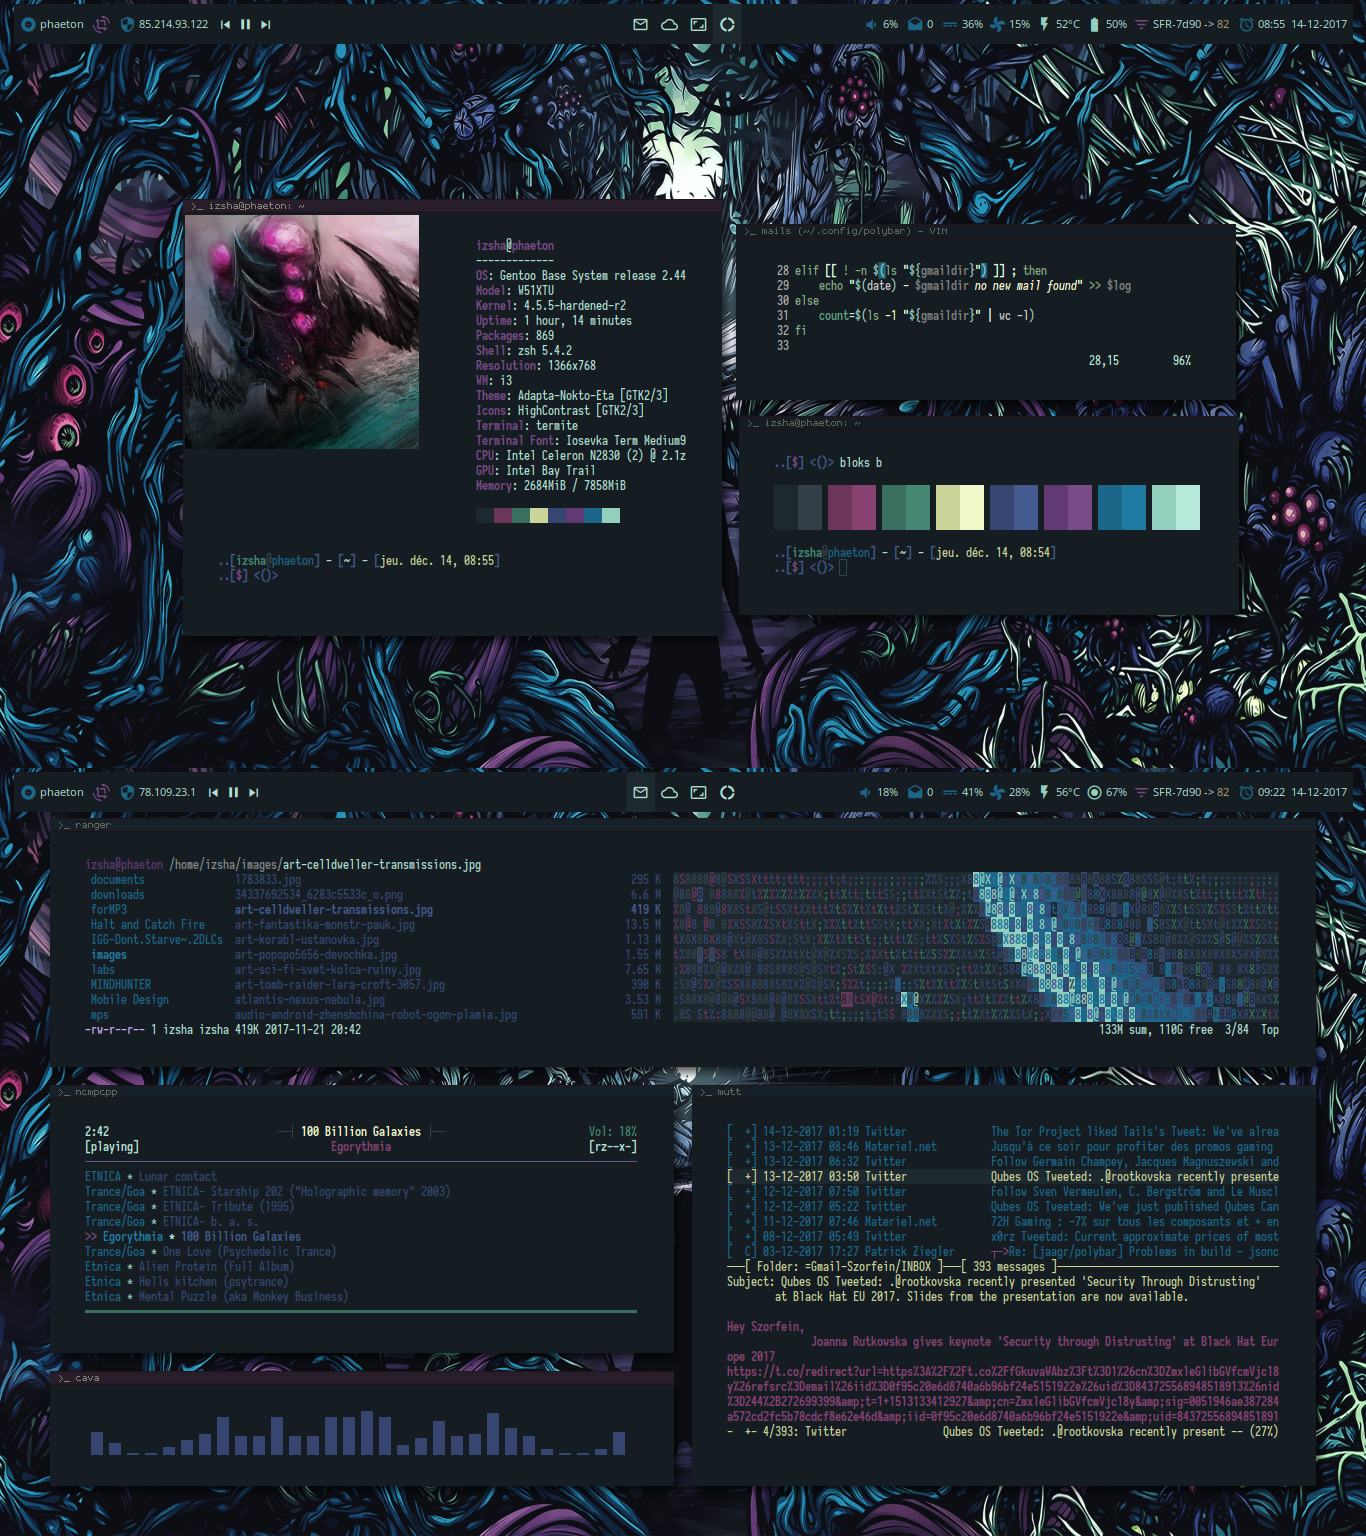 phaeton 85.214.93.122 6% 0 36% 15% 52°C 50% SFR-7d90 -> 82 08:55 14-12-2017
>_ izsha@phaeton: ~
izsha@phaeton
-------------
OS: Gentoo Base System release 2.44
Model: W51XTU
Kernel: 4.5.5-hardened-r2
Uptime: 1 hour, 14 minutes
Packages: 869
Shell: zsh 5.4.2
Resolution: 1366x768
WM: i3
Theme: Adapta-Nokto-Eta [GTK2/3]
Icons: HighContrast [GTK2/3]
Terminal: termite
Terminal Font: Iosevka Term Medium9
CPU: Intel Celeron N2830 (2) @ 2.1z
GPU: Intel Bay Trail
Memory: 2684MiB / 7858MiB
..[izsha@phaeton] - [~] - [jeu. déc. 14, 08:55]
..[$] <()>
>_ mails (~/.config/polybar) - VIM
28 elif [[ ! -n $(ls "${gmaildir}") ]] ; then
29     echo "$(date) - $gmaildir no new mail found" >> $log
30 else
31     count=$(ls -1 "${gmaildir}" | wc -l)
32 fi
33
28,15 96%
>_ izsha@phaeton: ~
..[$] <()> bloks b
..[izsha@phaeton] - [~] - [jeu. déc. 14, 08:54]
..[$] <()>
phaeton 78.109.23.1 18% 0 41% 28% 56°C 67% SFR-7d90 -> 82 09:22 14-12-2017
>_ ranger
izsha@phaeton /home/izsha/images/art-celldweller-transmissions.jpg
documents 1783833.jpg 295 K
downloads 34337692534_6283c5533c_o.png 6.6 M
forMP3 art-celldweller-transmissions.jpg 419 K
Halt and Catch Fire art-fantastika-monstr-pauk.jpg 13.5 M
IGG-Dont.Starve~.2DLCs art-korabl-ustanovka.jpg 1.13 M
images art-popopo5656-devochka.jpg 1.55 M
labs art-sci-fi-svet-kolca-ruiny.jpg 7.65 M
MINDHUNTER art-tomb-raider-lara-croft-3057.jpg 390 K
Mobile Design atlantis-nexus-nebula.jpg 3.53 M
mps audio-android-zhenshchina-robot-ogon-plamia.jpg 591 K
-rw-r--r-- 1 izsha izsha 419K 2017-11-21 20:42 133M sum, 110G free 3/84 Top
>_ ncmpcpp
2:42 100 Billion Galaxies Vol: 18%
[playing] Egorythmia [rz--x-]
ETNICA * Lunar contact
Trance/Goa * ETNICA- Starship 202 ("Holographic memory" 2003)
Trance/Goa * ETNICA- Tribute (1995)
Trance/Goa * ETNICA- b. a. s.
>> Egorythmia * 100 Billion Galaxies
Trance/Goa * One Love (Psychedelic Trance)
Etnica * Alien Protein (Full Album)
Etnica * Hells kitchen (psytrance)
Etnica * Mental Puzzle (aka Monkey Business)
>_ cava
>_ mutt
[  +] 14-12-2017 01:19 Twitter The Tor Project liked Tails's Tweet: We've alrea
[  +] 13-12-2017 08:46 Materiel.net Jusqu'à ce soir pour profiter des promos gaming
[  +] 13-12-2017 06:32 Twitter Follow Germain Champey, Jacques Magnuszewski and
[  +] 13-12-2017 03:50 Twitter Qubes OS Tweeted: .@rootkovska recently presente
[  +] 12-12-2017 07:50 Twitter Follow Sven Vermeulen, C. Bergström and Le Muscl
[  +] 12-12-2017 05:22 Twitter Qubes OS Tweeted: We've just published Qubes Can
[  +] 11-12-2017 07:46 Materiel.net 72H Gaming : -7% sur tous les composants et + en
[  +] 08-12-2017 05:49 Twitter x0rz Tweeted: Current approximate prices of most
[  C] 03-12-2017 17:27 Patrick Ziegler ┬─>Re: [jaagr/polybar] Problems in build - jsonc
───[ Folder: =Gmail-Szorfein/INBOX ]───[ 393 messages ]───
Subject: Qubes OS Tweeted: .@rootkovska recently presented 'Security Through Distrusting'
at Black Hat EU 2017. Slides from the presentation are now available.
Hey Szorfein,
Joanna Rutkowska gives keynote 'Security through Distrusting' at Black Hat Eur
ope 2017
https://t.co/redirect?url=https%3A%2F%2Ft.co%2FfGkuvaWAbz%3Ft%3D1%26cn%3DZmxleGlibGVfcmVjc18
y%26refsrc%3Demail%26iid%3D0f95c20e6d8740a6b96bf24e5151922e%26uid%3D843725568948518913%26nid
%3D244%2B272699399&amp;t=1+1513133412927&amp;cn=ZmxleGlibGVfcmVjc18y&amp;sig=0051946ae387284
a572cd2fc5b78cdcf8e62e46d&amp;iid=0f95c20e6d8740a6b96bf24e5151922e&amp;uid=84372556894851891
-  +- 4/393: Twitter Qubes OS Tweeted: .@rootkovska recently present -- (27%)